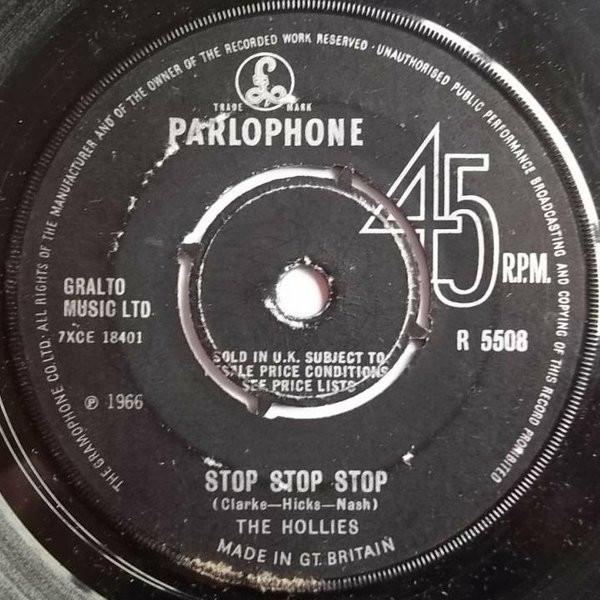 THE GRAMOPHONE CO. LTD. · ALL RIGHTS OF THE MANUFACTURER AND OF THE OWNER OF THE RECORDED WORK RESERVED · UNAUTHORISED PUBLIC PERFORMANCE BROADCASTING AND COPYING OF THIS RECORD PROHIBITED
TRADE MARK
PARLOPHONE
45 R.P.M.
GRALTO
MUSIC LTD
7XCE 18401
R 5508
SOLD IN U.K. SUBJECT TO
RESALE PRICE CONDITIONS
SEE PRICE LISTS
℗ 1966
STOP STOP STOP
(Clarke—Hicks—Nash)
THE HOLLIES
MADE IN GT. BRITAIN